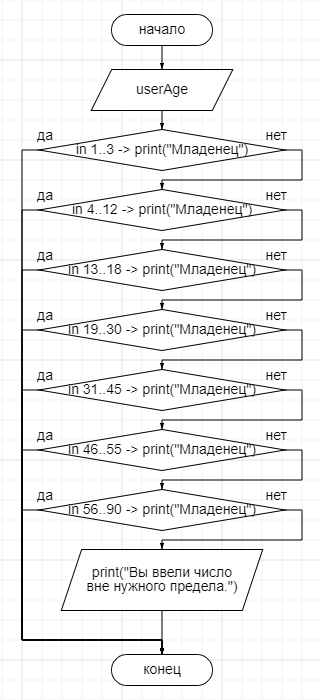 начало
userAge
да
нет
in 1..3 -> print("Младенец")
да
нет
in 4..12 -> print("Младенец")
да
нет
in 13..18 -> print("Младенец")
да
нет
in 19..30 -> print("Младенец")
да
нет
in 31..45 -> print("Младенец")
да
нет
in 46..55 -> print("Младенец")
да
нет
in 56..90 -> print("Младенец")
print("Вы ввели число
вне нужного предела.")
конец